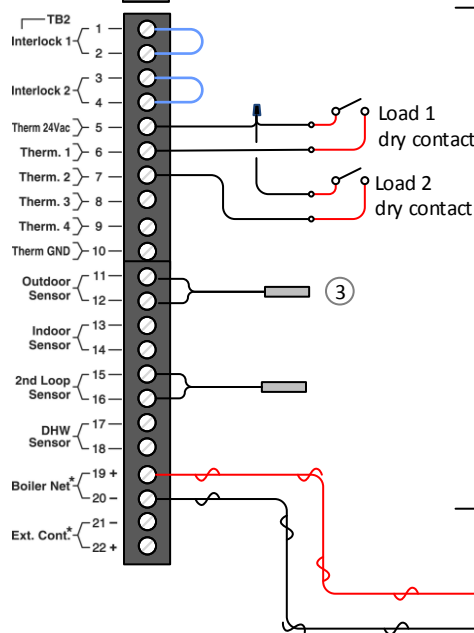 TB2
Interlock 1
1
2
Interlock 2
3
4
Therm 24Vac 5
Therm. 1 6
Therm. 2 7
Therm. 3 8
Therm. 4 9
Therm GND 10
Outdoor
Sensor
11
12
Indoor
Sensor
13
14
2nd Loop
Sensor
15
16
DHW
Sensor
17
18
Boiler Net*
19 +
20 –
Ext. Cont.*
21 –
22 +
Load 1
dry contact
Load 2
dry contact
3